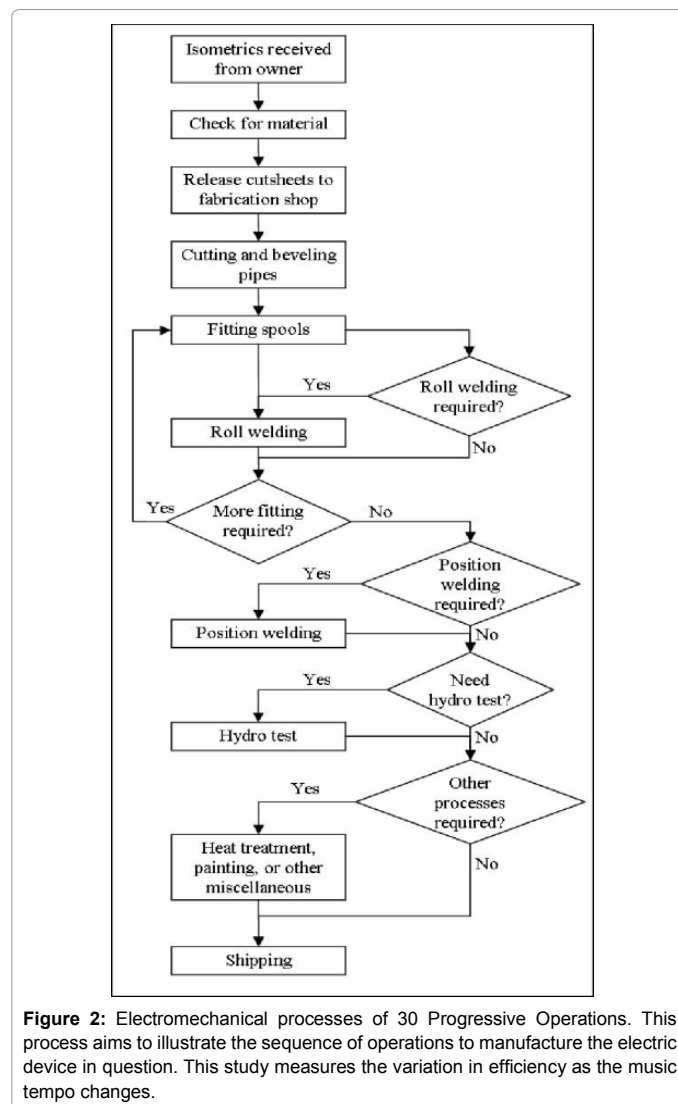 Isometrics received
from owner
Check for material
Release cutsheets to
fabrication shop
Cutting and beveling
pipes
Fitting spools
Yes
Roll welding
required?
Roll welding
No
Yes
More fitting
required?
No
Yes
Position
welding
required?
Position welding
No
Yes
Need
hydro test?
Hydro test
No
Yes
Other
processes
required?
Heat treatment,
painting, or other
miscellaneous
No
Shipping
Figure 2: Electromechanical processes of 30 Progressive Operations. This
process aims to illustrate the sequence of operations to manufacture the electric
device in question. This study measures the variation in efficiency as the music
tempo changes.